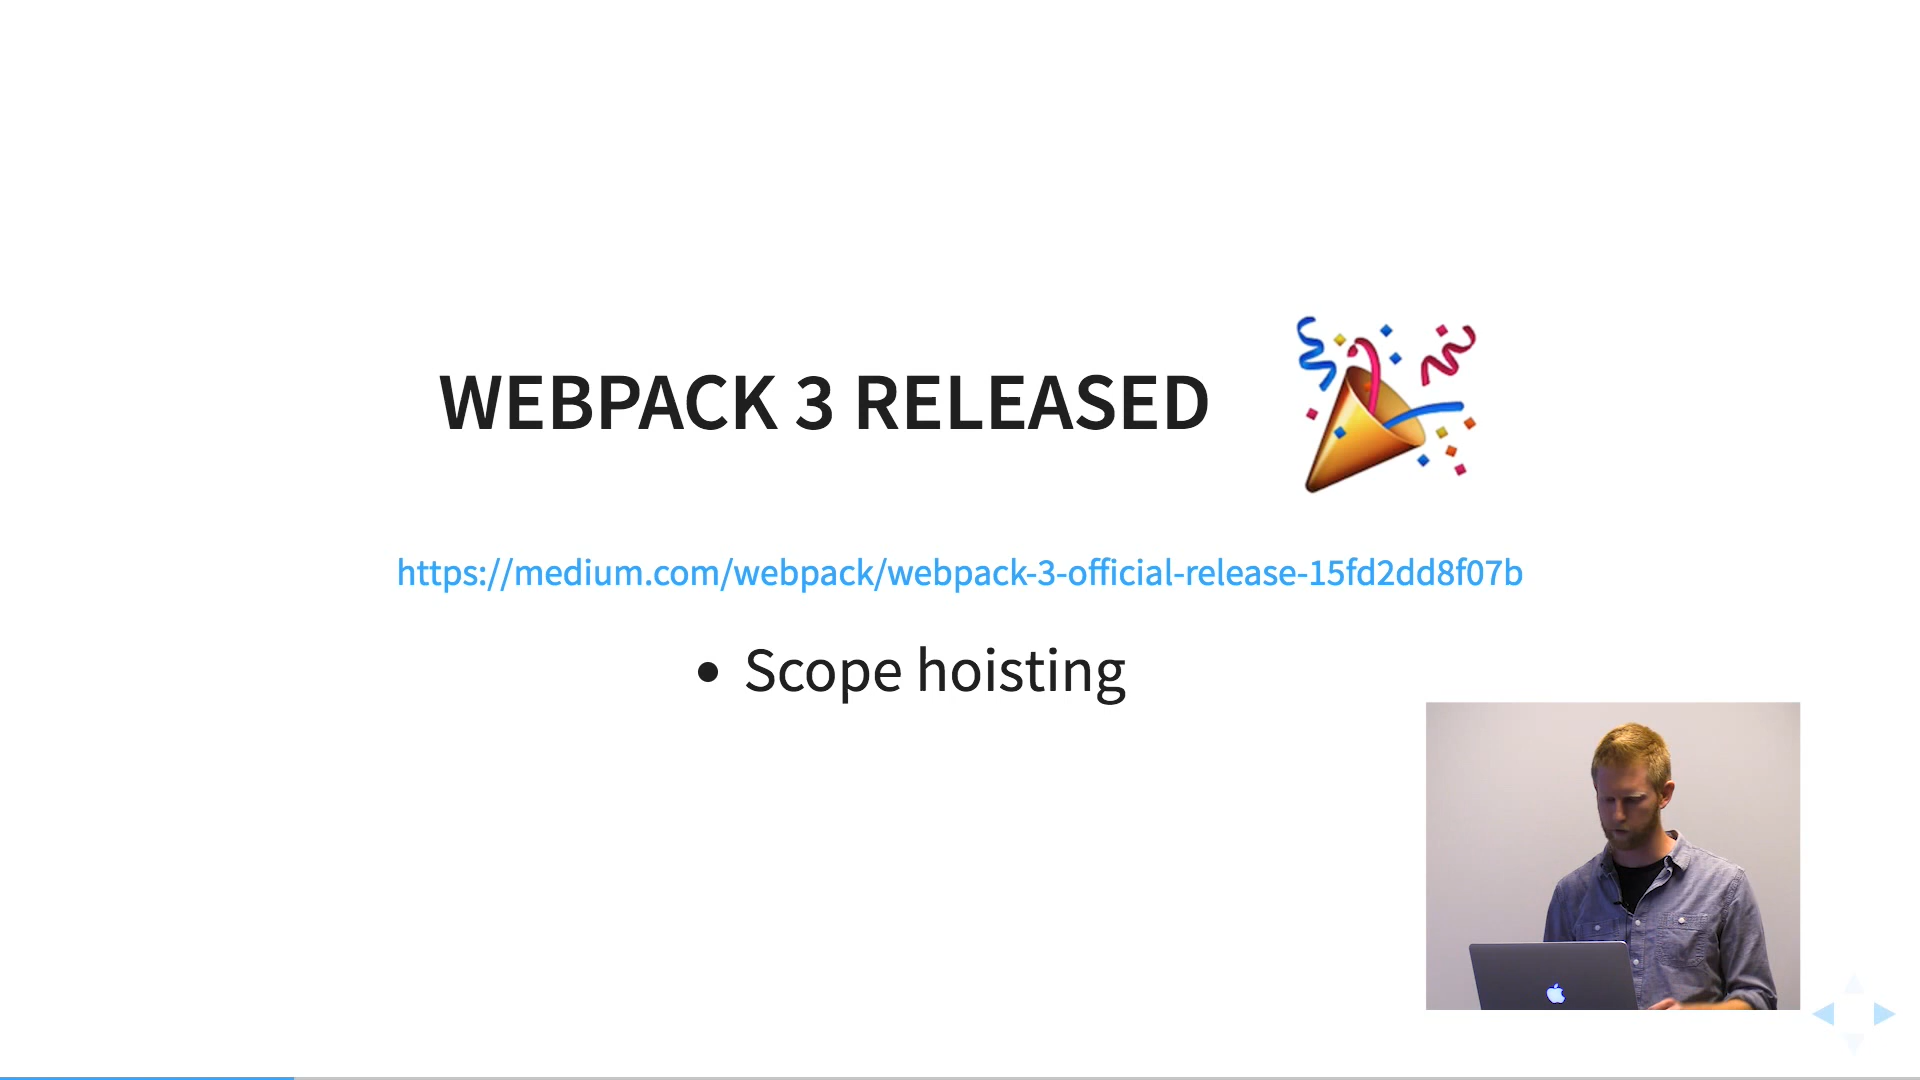 WEBPACK 3 RELEASED
https://medium.com/webpack/webpack-3-official-release-15fd2dd8f07b
• Scope hoisting